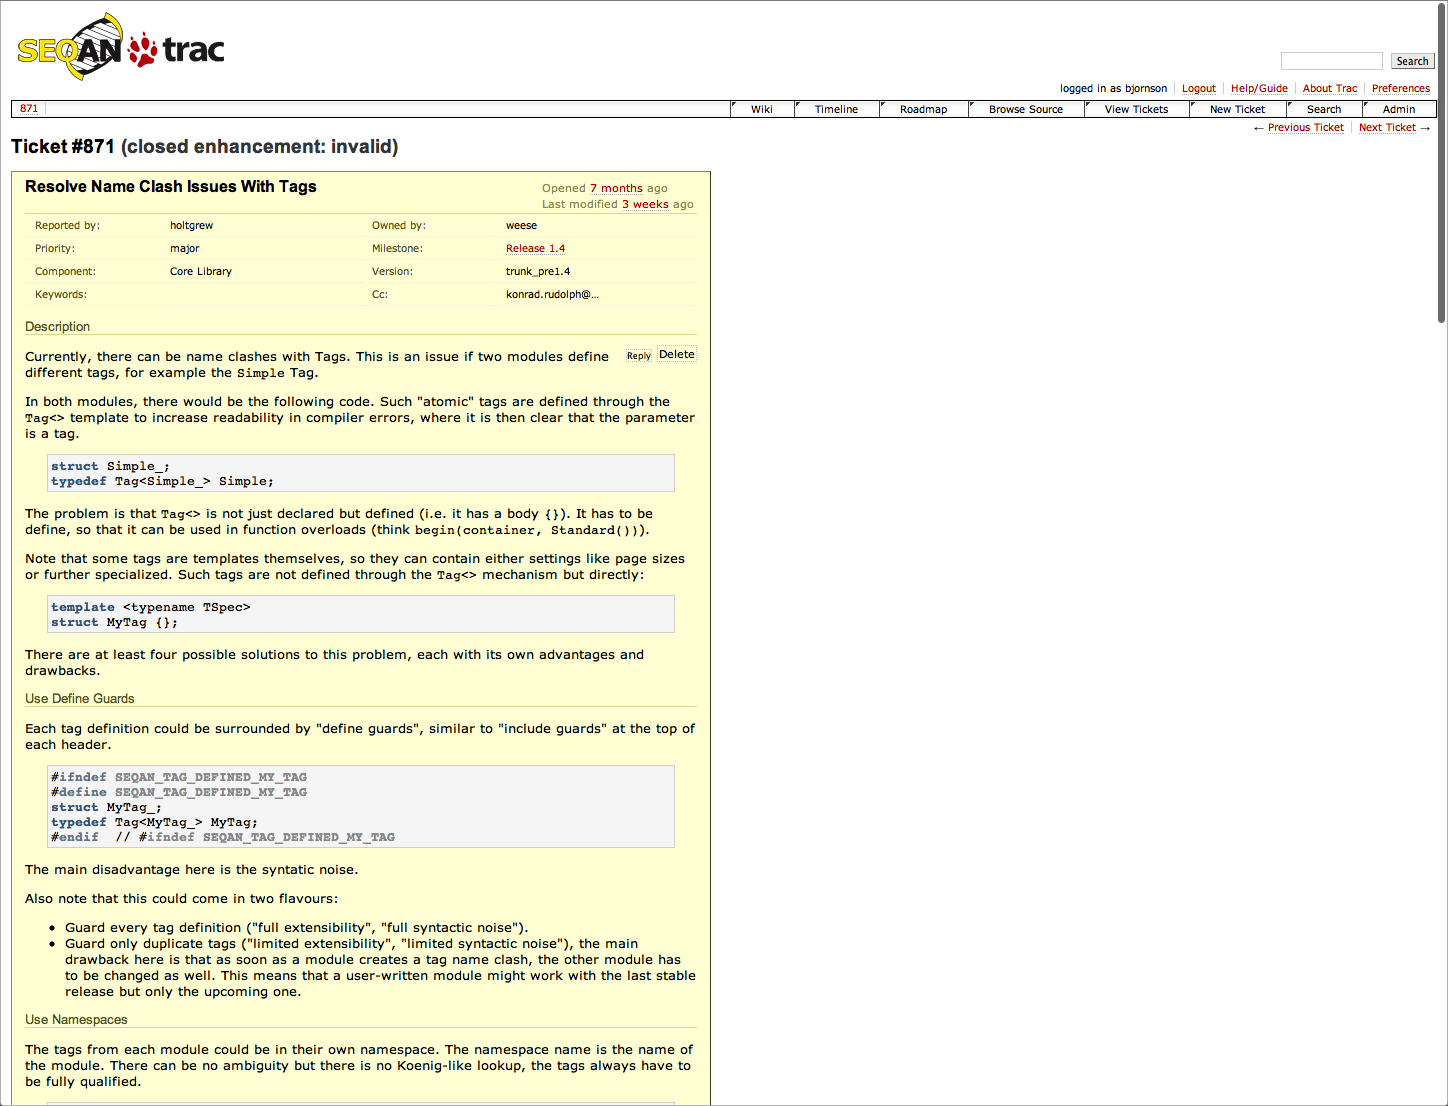 SEQAN trac
Search
logged in as bjornson Logout Help/Guide About Trac Preferences
871 Wiki Timeline Roadmap Browse Source View Tickets New Ticket Search Admin
← Previous Ticket Next Ticket →
Ticket #871 (closed enhancement: invalid)
Resolve Name Clash Issues With Tags
Opened 7 months ago
Last modified 3 weeks ago
Reported by: holtgrew Owned by: weese
Priority: major Milestone: Release 1.4
Component: Core Library Version: trunk_pre1.4
Keywords: Cc: konrad.rudolph@...
Description
Reply Delete
Currently, there can be name clashes with Tags. This is an issue if two modules define
different tags, for example the Simple Tag.
In both modules, there would be the following code. Such "atomic" tags are defined through the
Tag<> template to increase readability in compiler errors, where it is then clear that the parameter
is a tag.
struct Simple_;
typedef Tag<Simple_> Simple;
The problem is that Tag<> is not just declared but defined (i.e. it has a body {}). It has to be
define, so that it can be used in function overloads (think begin(container, Standard())).
Note that some tags are templates themselves, so they can contain either settings like page sizes
or further specialized. Such tags are not defined through the Tag<> mechanism but directly:
template <typename TSpec>
struct MyTag {};
There are at least four possible solutions to this problem, each with its own advantages and
drawbacks.
Use Define Guards
Each tag definition could be surrounded by "define guards", similar to "include guards" at the top of
each header.
#ifndef SEQAN_TAG_DEFINED_MY_TAG
#define SEQAN_TAG_DEFINED_MY_TAG
struct MyTag_;
typedef Tag<MyTag_> MyTag;
#endif // #ifndef SEQAN_TAG_DEFINED_MY_TAG
The main disadvantage here is the syntatic noise.
Also note that this could come in two flavours:
• Guard every tag definition ("full extensibility", "full syntactic noise").
• Guard only duplicate tags ("limited extensibility", "limited syntactic noise"), the main
drawback here is that as soon as a module creates a tag name clash, the other module has
to be changed as well. This means that a user-written module might work with the last stable
release but only the upcoming one.
Use Namespaces
The tags from each module could be in their own namespace. The namespace name is the name of
the module. There can be no ambiguity but there is no Koenig-like lookup, the tags always have to
be fully qualified.